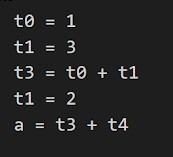 t0 = 1
t1 = 3
t3 = t0 + t1
t1 = 2
a = t3 + t4